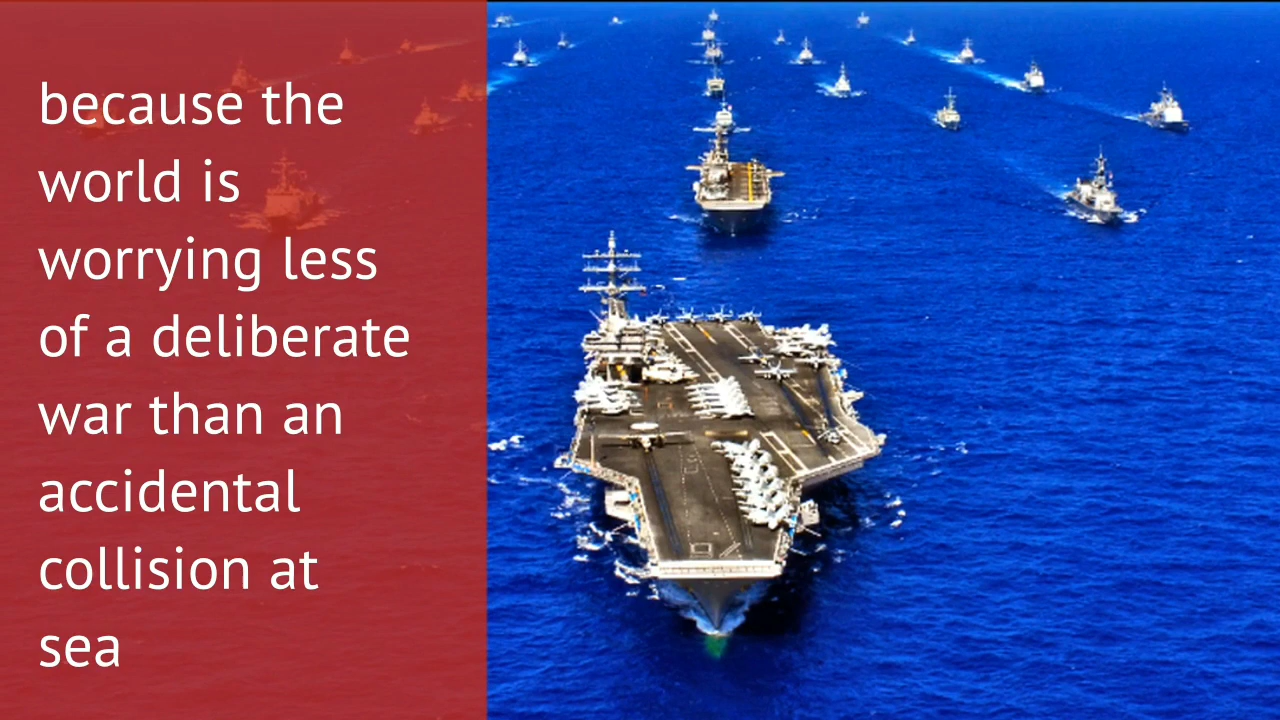 because the
world is
worrying less
of a deliberate
war than an
accidental
collision at
sea